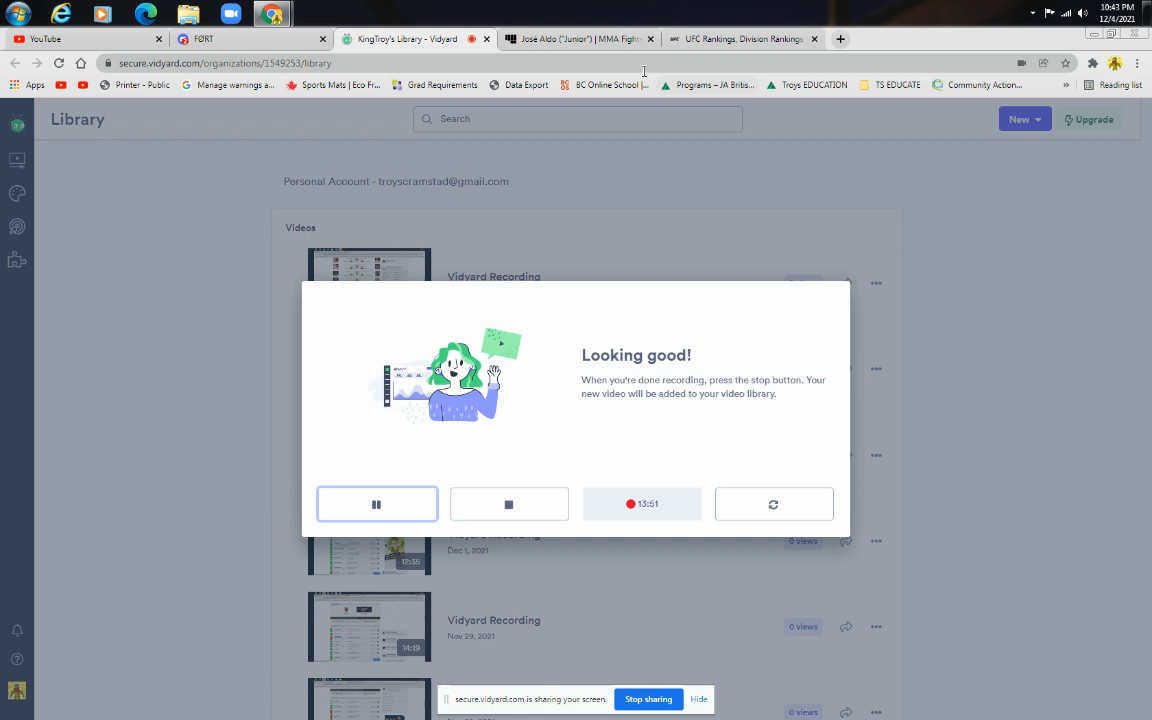 10:43 PM
12/4/2021
YouTube
FØRT
KingTroy's Library - Vidyard
José Aldo ("Junior") | MMA Fight
UFC Rankings, Division Rankings
secure.vidyard.com/organizations/1549253/library
Apps
Printer - Public
Manage warnings a...
Sports Mats | Eco Fr...
Grad Requirements
Data Export
BC Online School |...
Programs – JA Britis...
Troys EDUCATION
TS EDUCATE
Community Action...
»
Reading list
Library
Search
New
Upgrade
Personal Account - troyscramstad@gmail.com
Videos
Vidyard Recording
Looking good!
When you're done recording, press the stop button. Your
new video will be added to your video library.
13:51
Dec 1, 2021
0 views
12:35
Vidyard Recording
0 views
Nov 29, 2021
14:19
secure.vidyard.com is sharing your screen.
Stop sharing
Hide
0 views